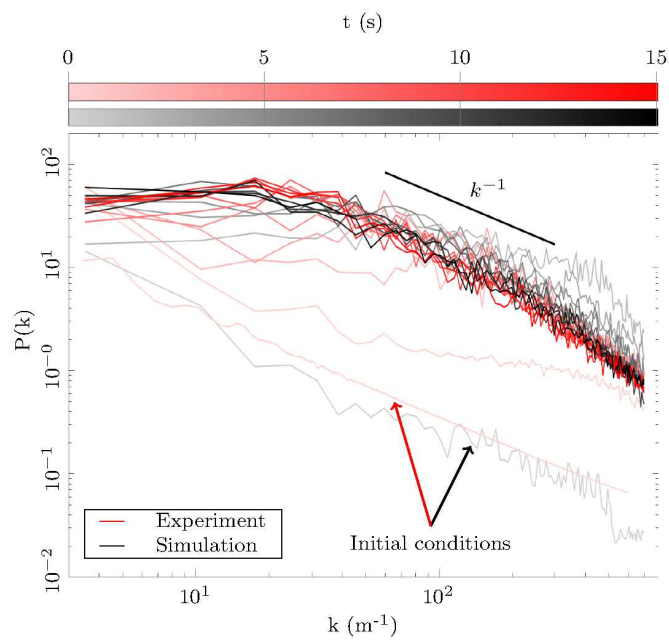 t (s)
0 5 10 15
10^2
k^{-1}
10^1
P(k)
10^{-0}
10^{-1}
Experiment
Simulation
Initial conditions
10^{-2}
10^1 10^2
k (m^{-1})